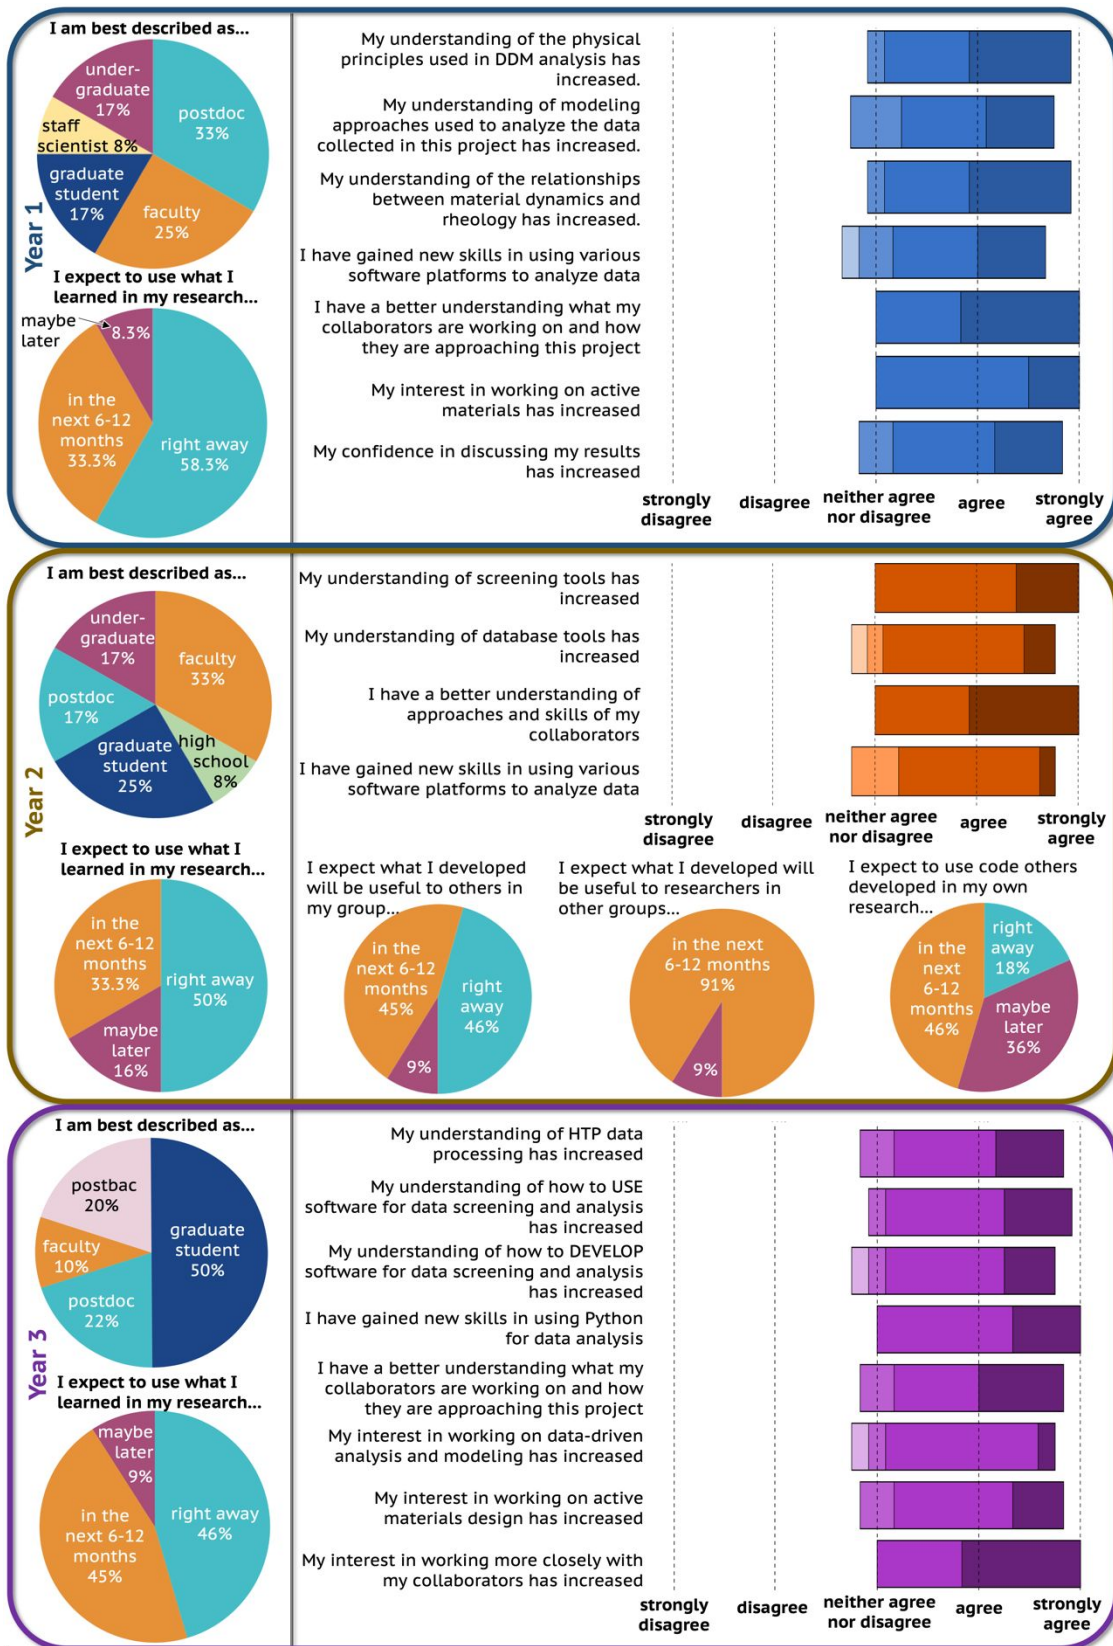 I am best described as...
under-
graduate
17%
postdoc
33%
staff
scientist 8%
graduate
student
17%
faculty
25%
Year 1
I expect to use what I
learned in my research...
maybe
later
8.3%
in the
next 6-12
months
33.3%
right away
58.3%
My understanding of the physical
principles used in DDM analysis has
increased.
My understanding of modeling
approaches used to analyze the data
collected in this project has increased.
My understanding of the relationships
between material dynamics and
rheology has increased.
I have gained new skills in using various
software platforms to analyze data
I have a better understanding what my
collaborators are working on and how
they are approaching this project
My interest in working on active
materials has increased
My confidence in discussing my results
has increased
strongly
disagree
disagree
neither agree
nor disagree
agree
strongly
agree
I am best described as...
under-
graduate
17%
faculty
33%
postdoc
17%
graduate
student
25%
high
school
8%
Year 2
I expect to use what I
learned in my research...
in the
next 6-12
months
33.3%
right away
50%
maybe
later
16%
My understanding of screening tools has
increased
My understanding of database tools has
increased
I have a better understanding of
approaches and skills of my
collaborators
I have gained new skills in using various
software platforms to analyze data
strongly
disagree
disagree
neither agree
nor disagree
agree
strongly
agree
I expect what I developed
will be useful to others in
my group...
in the
next 6-12
months
45%
right
away
46%
9%
I expect what I developed will
be useful to researchers in
other groups...
in the next
6-12 months
91%
9%
I expect to use code others
developed in my own
research...
right
away
18%
in the
next
6-12
months
46%
maybe
later
36%
I am best described as...
postbac
20%
graduate
student
50%
faculty
10%
postdoc
22%
Year 3
I expect to use what I
learned in my research...
maybe
later
9%
right away
46%
in the
next 6-12
months
45%
My understanding of HTP data
processing has increased
My understanding of how to USE
software for data screening and analysis
has increased
My understanding of how to DEVELOP
software for data screening and analysis
has increased
I have gained new skills in using Python
for data analysis
I have a better understanding what my
collaborators are working on and how
they are approaching this project
My interest in working on data-driven
analysis and modeling has increased
My interest in working on active
materials design has increased
My interest in working more closely with
my collaborators has increased
strongly
disagree
disagree
neither agree
nor disagree
agree
strongly
agree